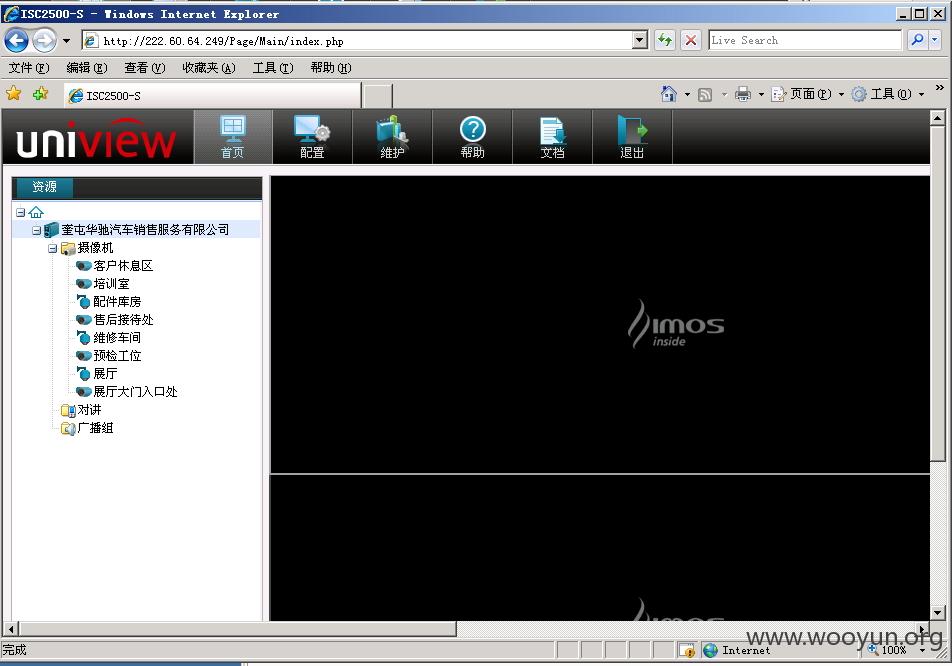 ISC2500-S - Windows Internet Explorer
http://222.60.64.249/Page/Main/index.php
Live Search
文件(F) 编辑(E) 查看(V) 收藏夹(A) 工具(T) 帮助(H)
ISC2500-S
页面(P) 工具(O) »
uniview
首页 配置 维护 帮助 文档 退出
资源
奎屯华驰汽车销售服务有限公司
摄像机
客户休息区
培训室
配件库房
售后接待处
维修车间
预检工位
展厅
展厅大门入口处
对讲
广播组
imos
inside
imos
www.wooyun.org
完成 Internet 100%